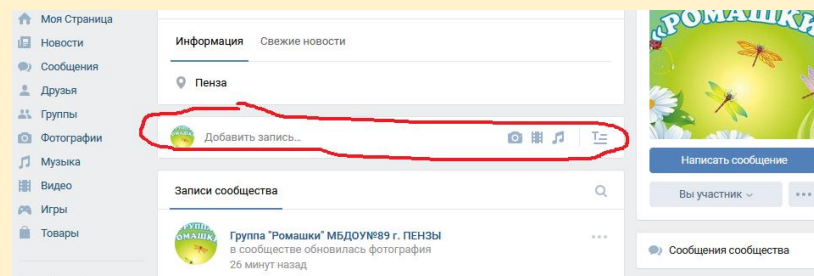 Моя Страница
Новости
Сообщения
Друзья
Группы
Фотографии
Музыка
Видео
Игры
Товары
Информация Свежие новости
Пенза
Добавить запись...
Записи сообщества
Группа "Ромашки" МБДОУ№89 г. ПЕНЗЫ
в сообществе обновилась фотография
26 минут назад
«РОМАШКИ
Написать сообщение
Вы участник
Сообщения сообщества